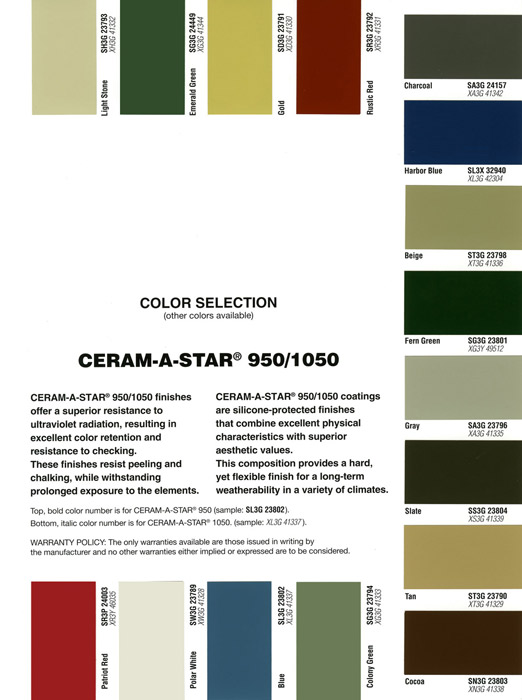 Light Stone
SH3G 23793
XH3G 41332
Emerald Green
SG3G 24449
XG3G 41344
Gold
SD3G 23791
XD3G 41330
Rustic Red
SR3G 23792
XR3G 41331
Charcoal SA3G 24157
XA3G 41342
Harbor Blue SL3X 32940
XL3G 42304
Beige ST3G 23798
XT3G 41336
Fern Green SG3G 23801
XG3Y 49512
Gray SA3G 23796
XA3G 41335
Slate SS3G 23804
XS3G 41339
Tan ST3G 23790
XT3G 41329
Cocoa SN3G 23803
XN3G 41338
COLOR SELECTION
(other colors available)
CERAM-A-STAR® 950/1050
CERAM-A-STAR® 950/1050 finishes
offer a superior resistance to
ultraviolet radiation, resulting in
excellent color retention and
resistance to checking.
These finishes resist peeling and
chalking, while withstanding
prolonged exposure to the elements.
CERAM-A-STAR® 950/1050 coatings
are silicone-protected finishes
that combine excellent physical
characteristics with superior
aesthetic values.
This composition provides a hard,
yet flexible finish for a long-term
weatherability in a variety of climates.
Top, bold color number is for CERAM-A-STAR® 950 (sample: SL3G 23802).
Bottom, italic color number is for CERAM-A-STAR® 1050. (sample: XL3G 41337).
WARRANTY POLICY: The only warranties available are those issued in writing by
the manufacturer and no other warranties either implied or expressed are to be considered.
Patriot Red
SR3P 24003
XR3Y 46035
Polar White
SW3G 23789
XW3G 41328
Blue
SL3G 23802
XL3G 41337
Colony Green
SG3G 23794
XG3G 41333